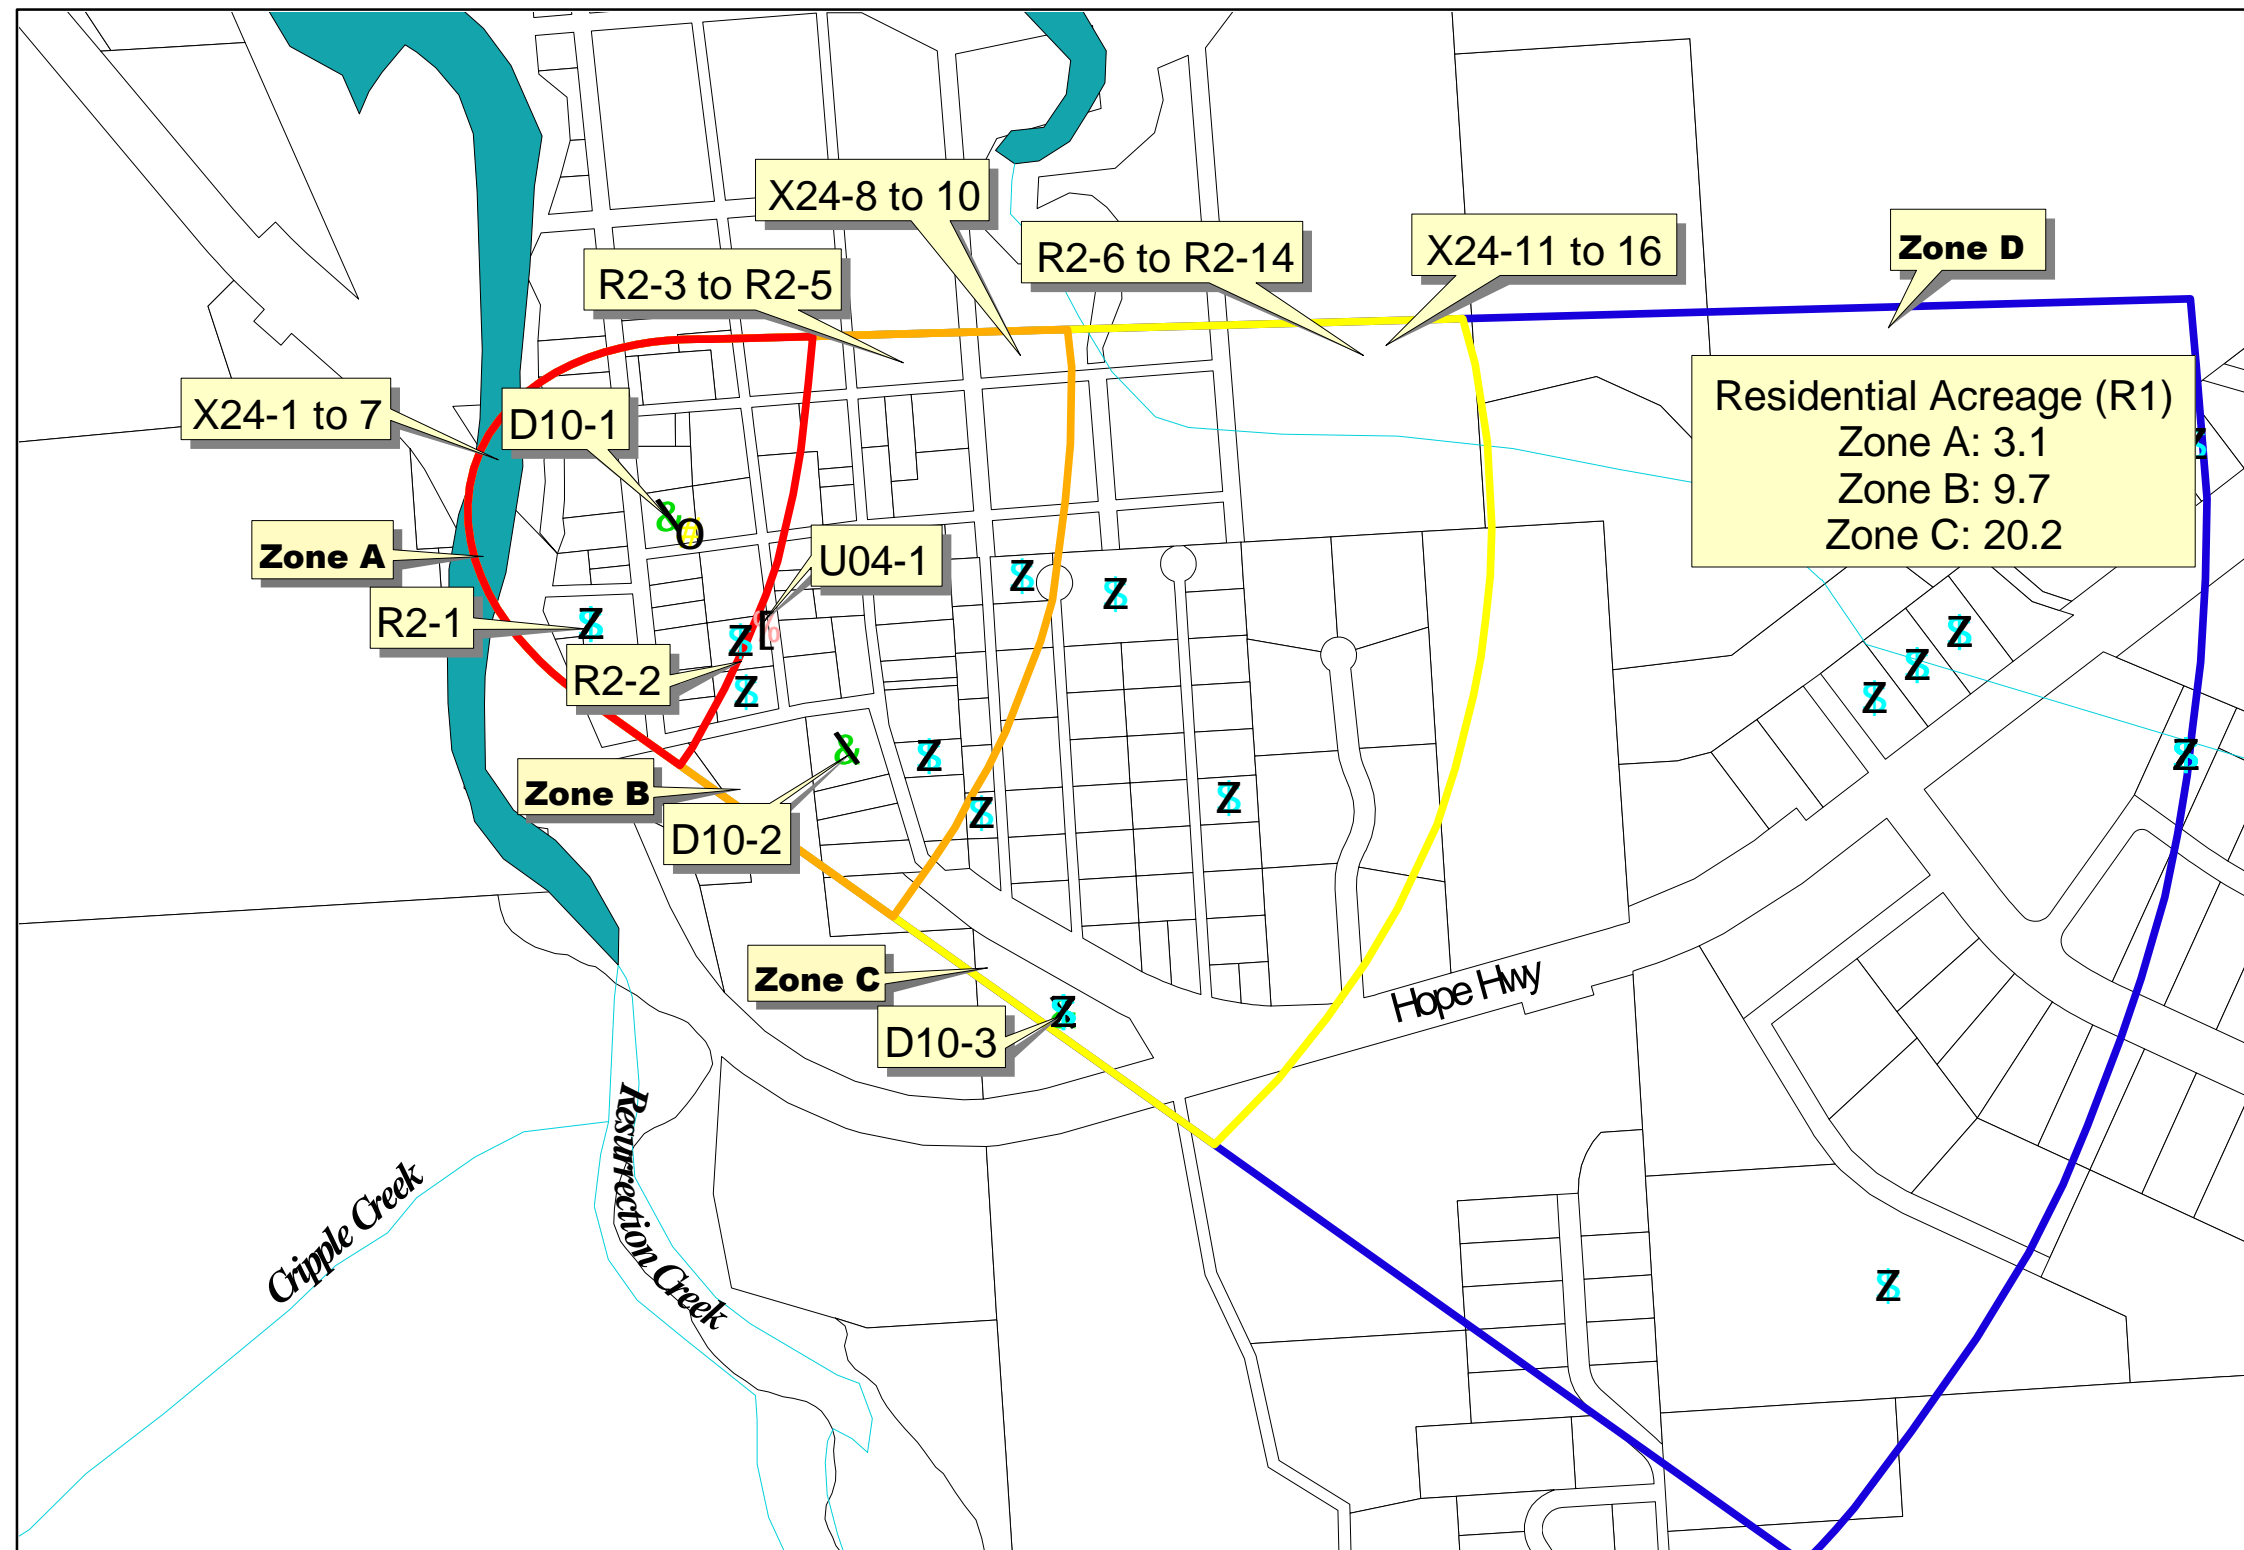 X24-8 to 10
R2-3 to R2-5
R2-6 to R2-14
X24-11 to 16
Zone D
X24-1 to 7
D10-1
Residential Acreage (R1)
Zone A: 3.1
Zone B: 9.7
Zone C: 20.2
Zone A
U04-1
R2-1
R2-2
Zone B
D10-2
Zone C
D10-3
Hope Hwy
Resurrection Creek
Cripple Creek